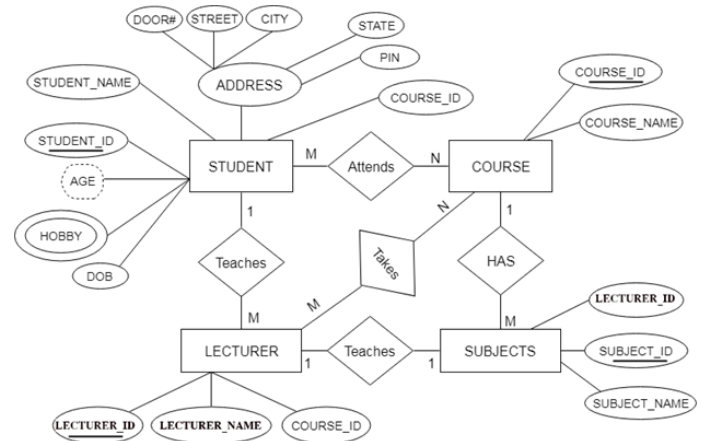 DOOR# STREET CITY
STATE
PIN
ADDRESS
STUDENT_NAME
COURSE_ID
COURSE_ID
COURSE_NAME
STUDENT_ID
AGE
HOBBY
DOB
STUDENT M Attends N COURSE
1
Teaches
M
N
Takes
M
1
HAS
M
LECTURER 1 Teaches 1 SUBJECTS
LECTURER_ID
SUBJECT_ID
SUBJECT_NAME
LECTURER_ID LECTURER_NAME COURSE_ID